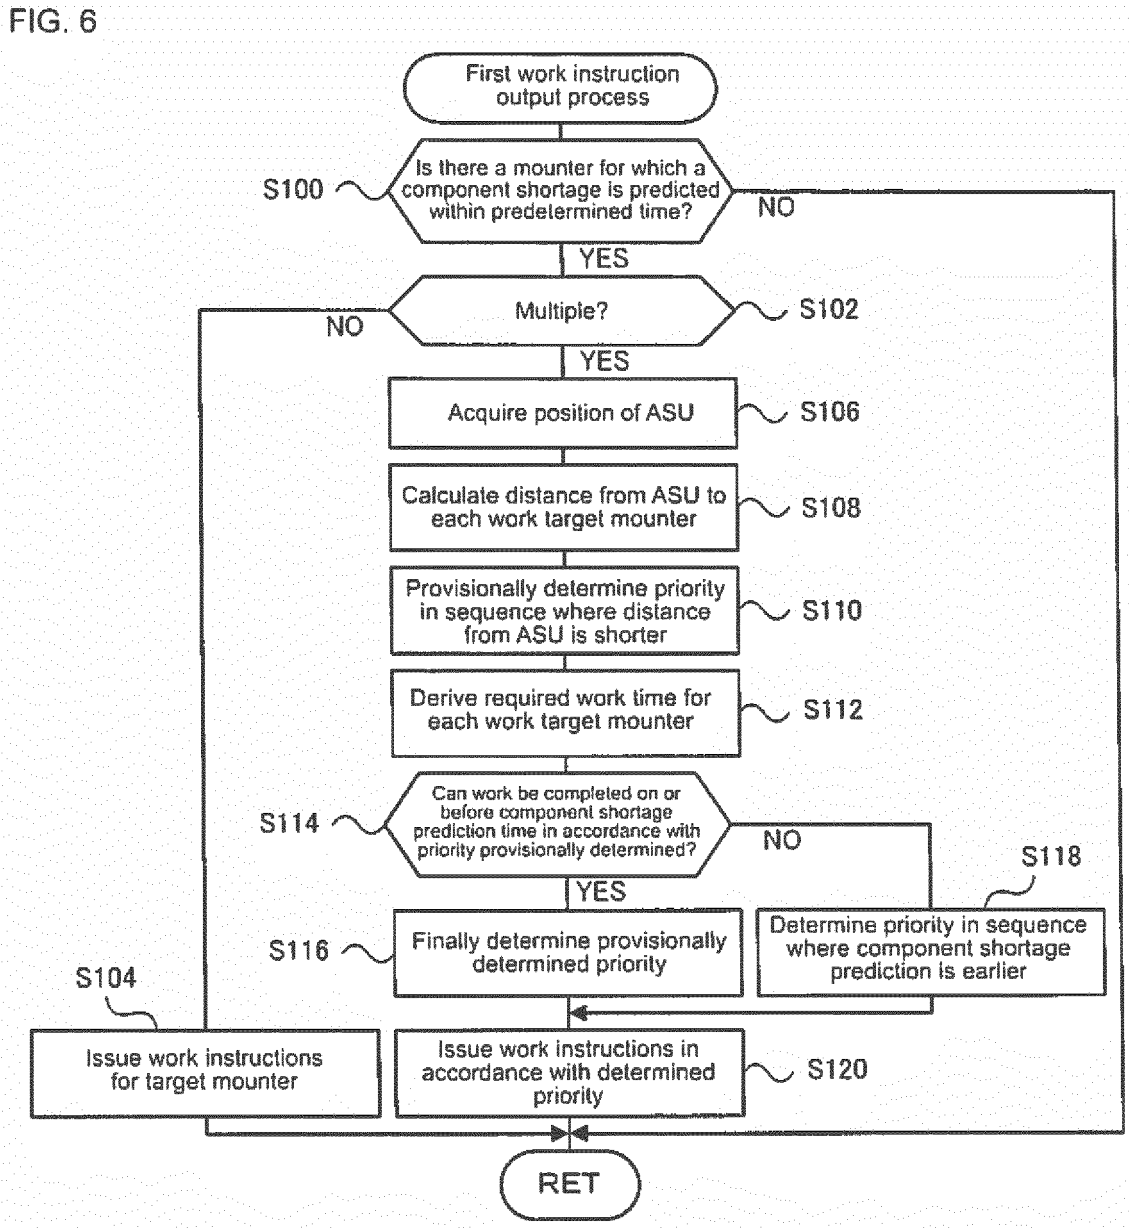 FIG. 6
First work instruction
output process
S100
Is there a mounter for which a
component shortage is predicted
within predetermined time?
NO
YES
Multiple?
S102
NO
YES
Acquire position of ASU
S106
Calculate distance from ASU to
each work target mounter
S108
Provisionally determine priority
in sequence where distance
from ASU is shorter
S110
Derive required work time for
each work target mounter
S112
S114
Can work be completed on or
before component shortage
prediction time in accordance with
priority provisionally determined?
NO
YES
S118
S116
Finally determine provisionally
determined priority
Determine priority in sequence
where component shortage
prediction is earlier
S104
Issue work instructions
for target mounter
Issue work instructions in
accordance with determined
priority
S120
RET